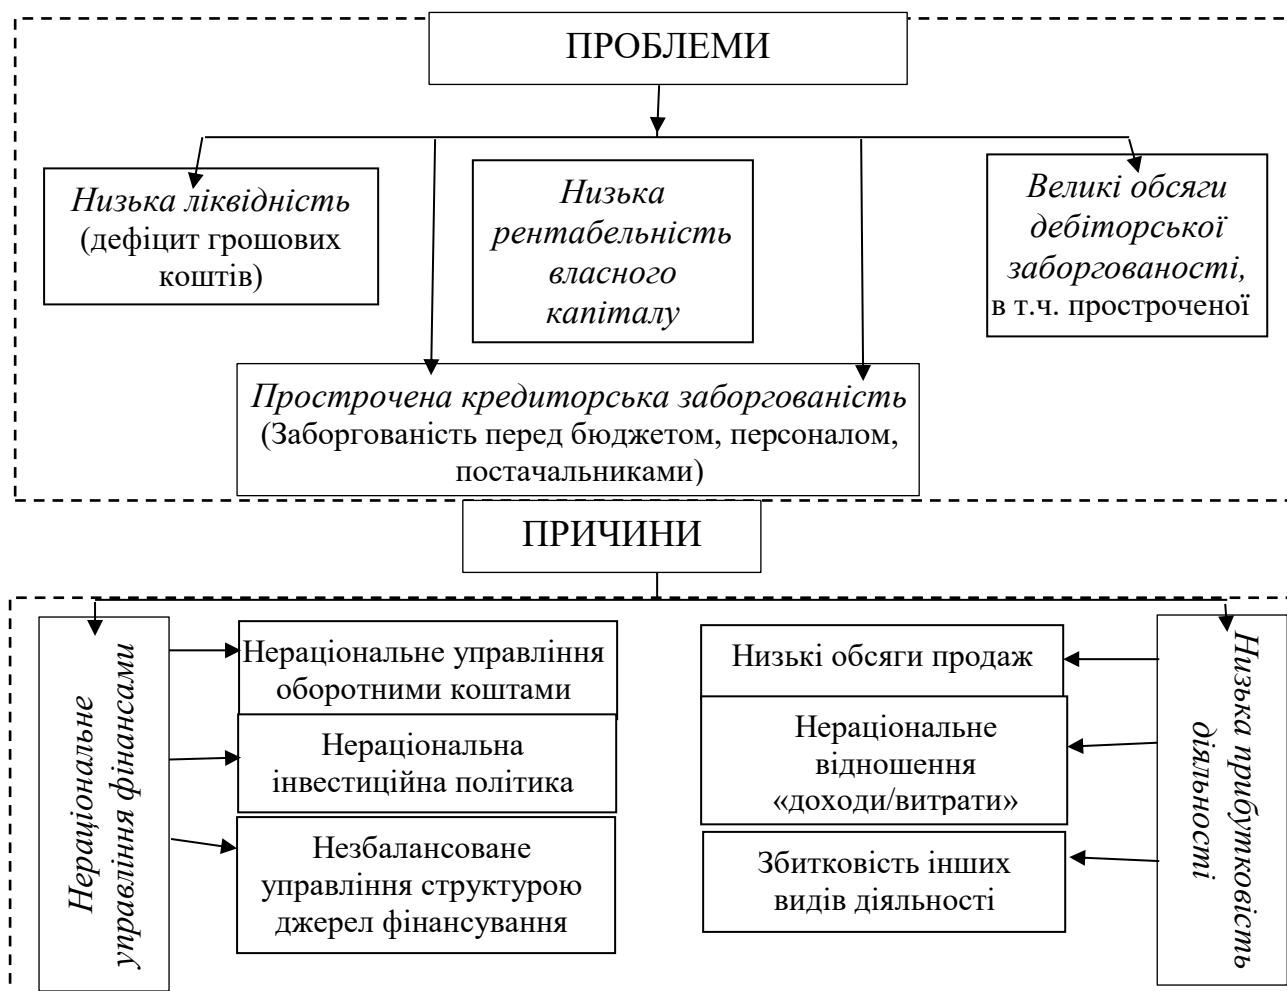 ПРОБЛЕМИ
Низька ліквідність
(дефіцит грошових
коштів)
Низька
рентабельність
власного
капіталу
Великі обсяги
дебіторської
заборгованості,
в т.ч. простроченої
Прострочена кредиторська заборгованість
(Заборгованість перед бюджетом, персоналом,
постачальниками)
ПРИЧИНИ
Нераціональне
управління фінансами
Нераціональне управління
оборотними коштами
Нераціональна
інвестиційна політика
Незбалансоване
управління структурою
джерел фінансування
Низькі обсяги продаж
Нераціональне
відношення
«доходи/витрати»
Збитковість інших
видів діяльності
Низька прибутковість
діяльності